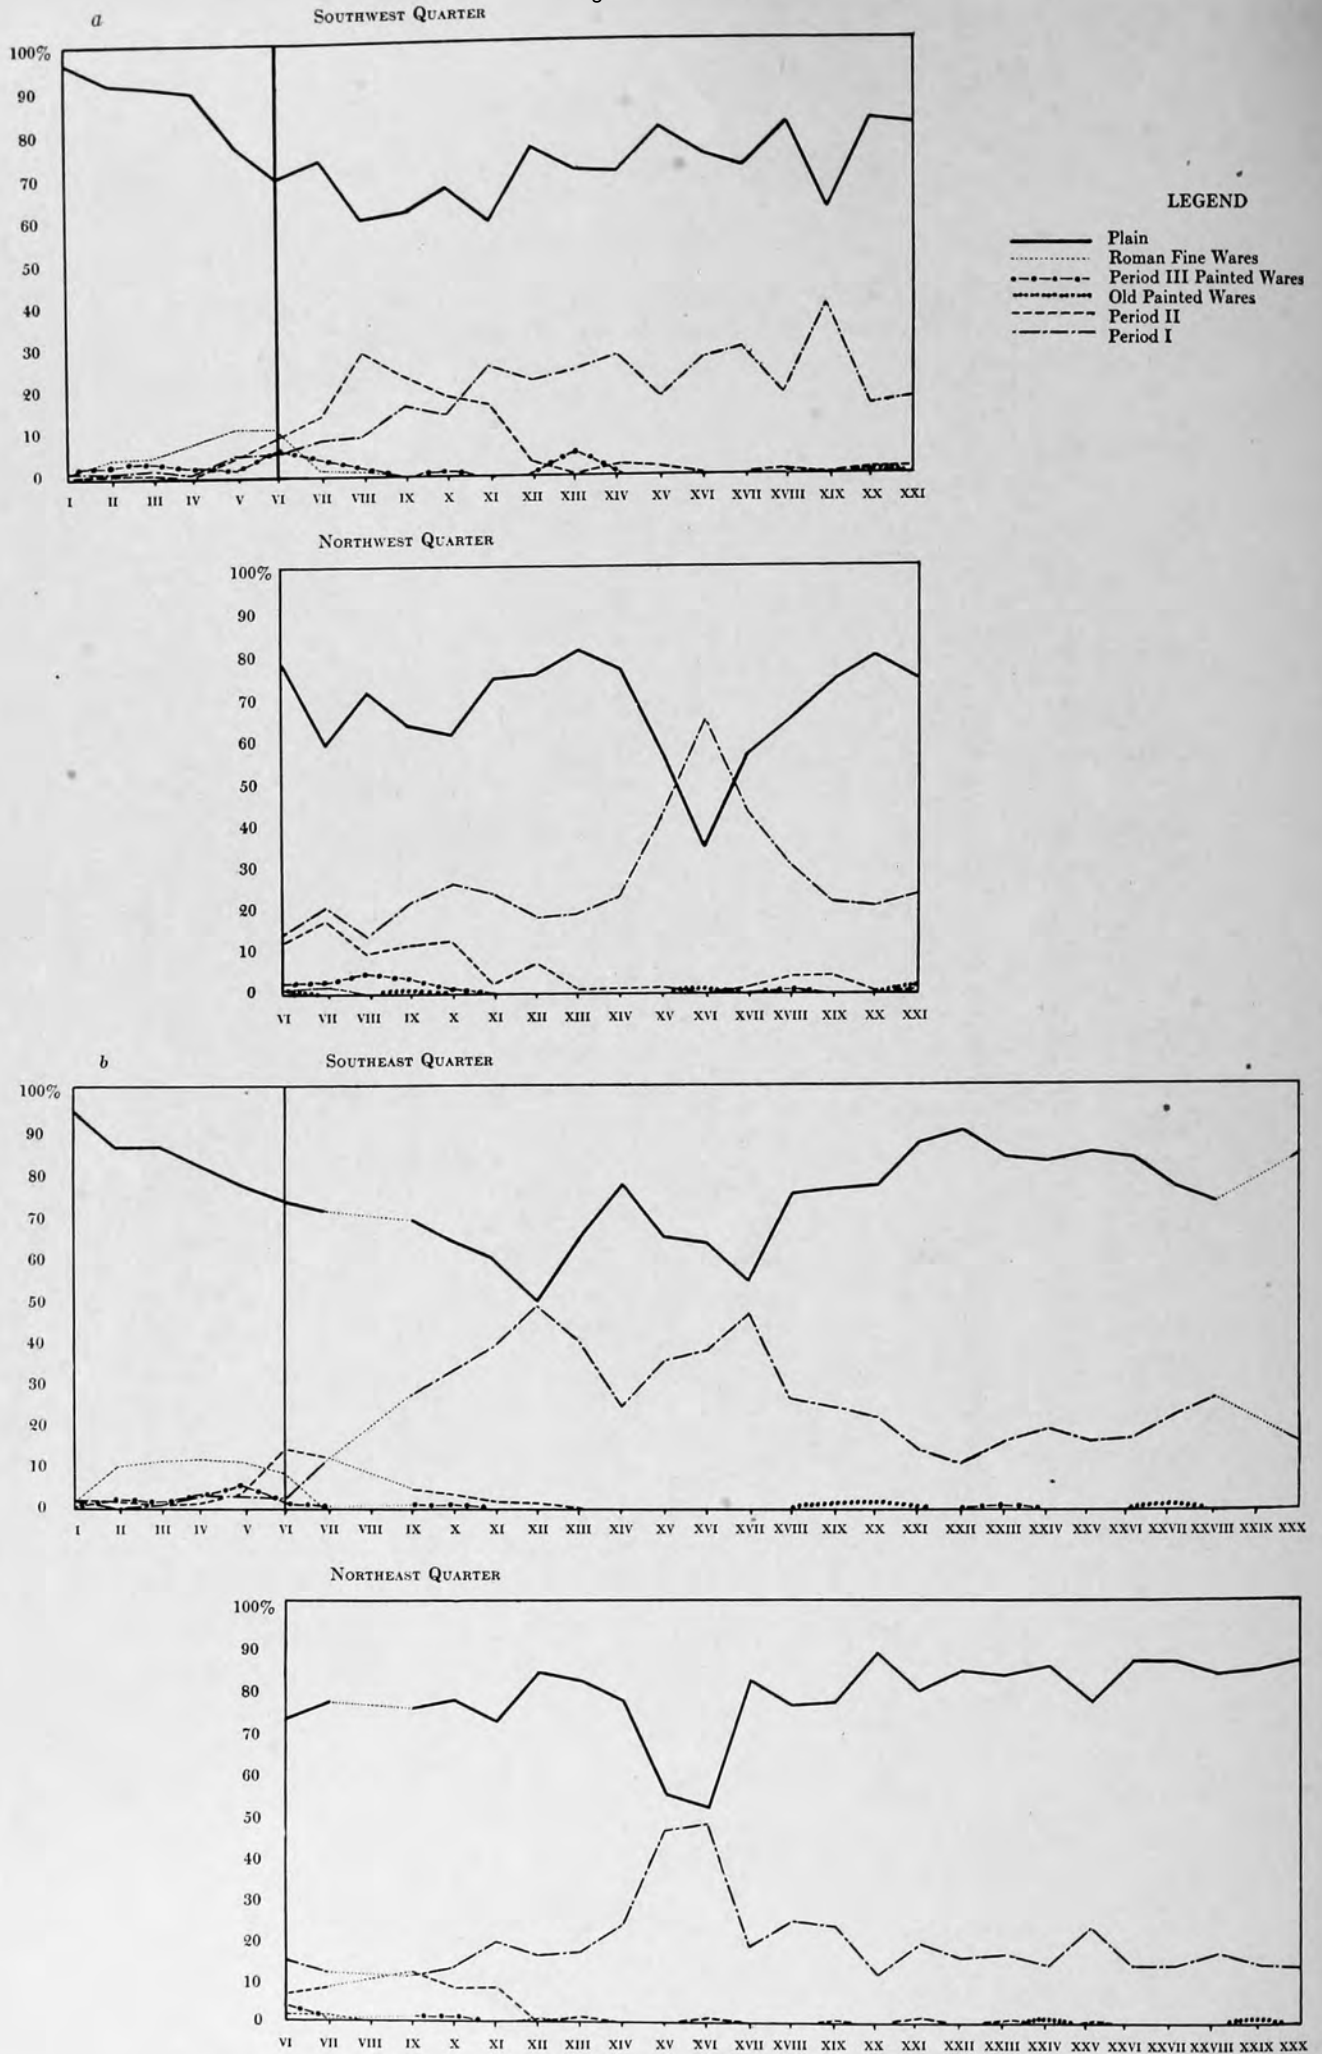 a SOUTHWEST QUARTER
100%
90
80
70
60
50
40
30
20
10
0
I II III IV V VI VII VIII IX X XI XII XIII XIV XV XVI XVII XVIII XIX XX XXI
LEGEND
Plain
Roman Fine Wares
Period III Painted Wares
Old Painted Wares
Period II
Period I
NORTHWEST QUARTER
100%
90
80
70
60
50
40
30
20
10
0
VI VII VIII IX X XI XII XIII XIV XV XVI XVII XVIII XIX XX XXI
b SOUTHEAST QUARTER
100%
90
80
70
60
50
40
30
20
10
0
I II III IV V VI VII VIII IX X XI XII XIII XIV XV XVI XVII XVIII XIX XX XXI XXII XXIII XXIV XXV XXVI XXVII XXVIII XXIX XXX
NORTHEAST QUARTER
100%
90
80
70
60
50
40
30
20
10
0
VI VII VIII IX X XI XII XIII XIV XV XVI XVII XVIII XIX XX XXI XXII XXIII XXIV XXV XXVI XXVII XXVIII XXIX XXX